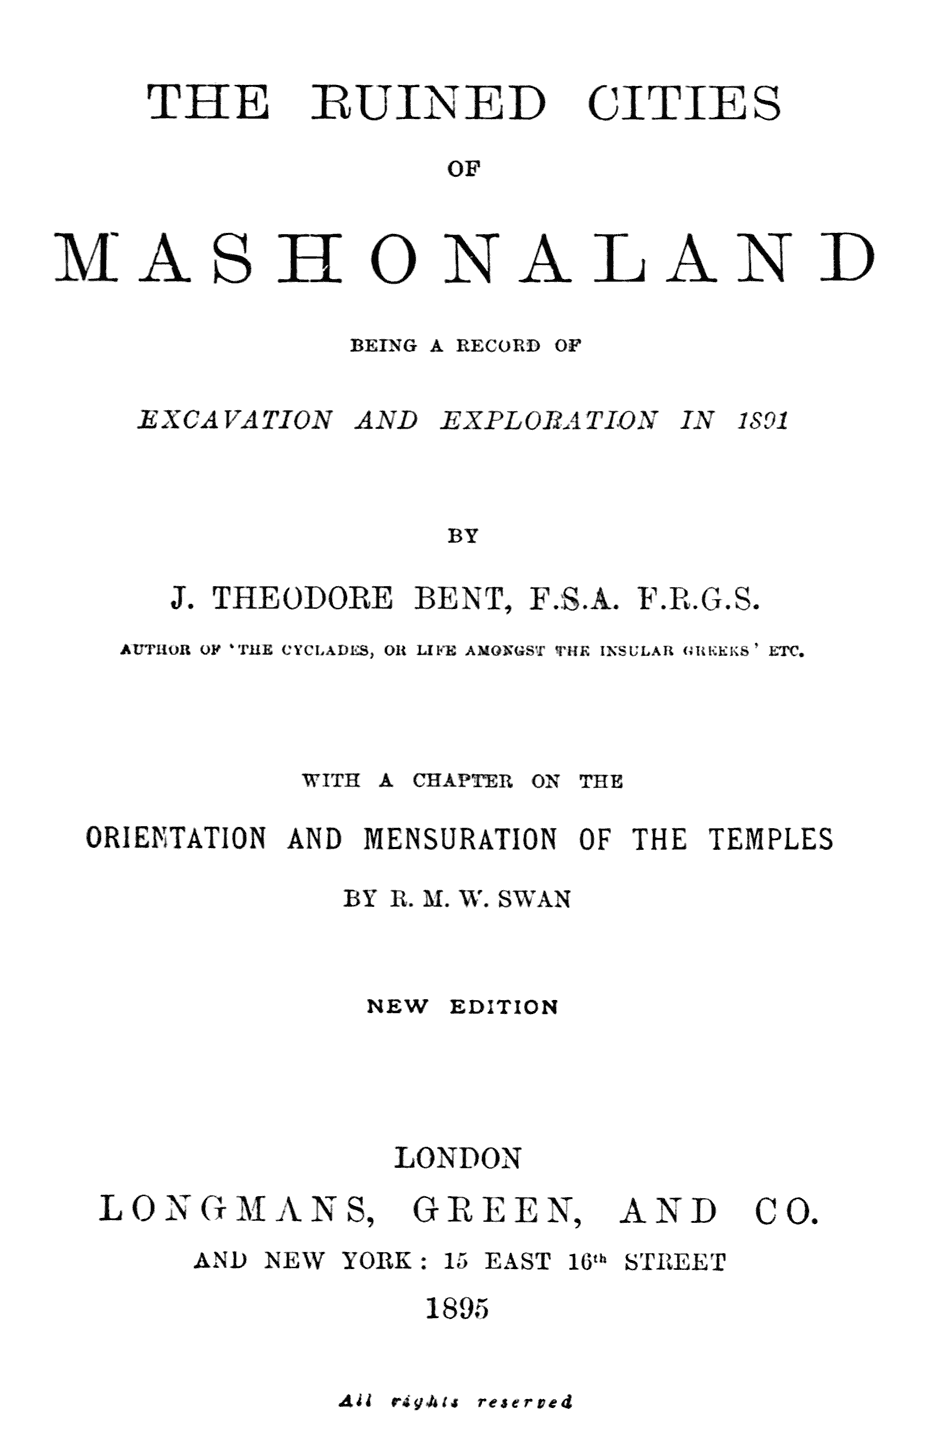 THE RUINED CITIES
OF
MASHONALAND
BEING A RECORD OF
EXCAVATION AND EXPLORATION IN 1891
BY
J. THEODORE BENT, F.S.A. F.R.G.S.
AUTHOR OF ‘THE CYCLADES, OR LIFE AMONGST THE INSULAR GREEKS’ ETC.
WITH A CHAPTER ON THE
ORIENTATION AND MENSURATION OF THE TEMPLES
BY R. M. W. SWAN
NEW EDITION
LONDON
LONGMANS, GREEN, AND CO.
AND NEW YORK: 15 EAST 16th STREET
1895
All rights reserved